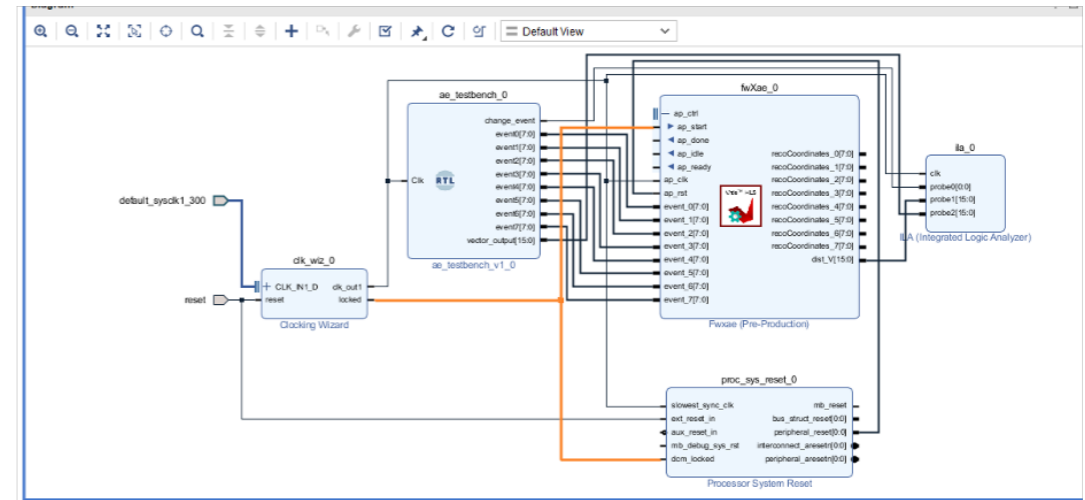 Diagram
Default View
ae_testbench_0
change_event
event0[7:0]
event1[7:0]
event2[7:0]
event3[7:0]
event4[7:0]
event5[7:0]
event6[7:0]
event7[7:0]
vector_output[15:0]
Clk
RTL
ae_testbench_v1_0
fwXae_0
ap_ctrl
ap_start
ap_done
ap_idle
ap_ready
ap_clk
ap_rst
event_0[7:0]
event_1[7:0]
event_2[7:0]
event_3[7:0]
event_4[7:0]
event_5[7:0]
event_6[7:0]
event_7[7:0]
recoCoordinates_0[7:0]
recoCoordinates_1[7:0]
recoCoordinates_2[7:0]
recoCoordinates_3[7:0]
recoCoordinates_4[7:0]
recoCoordinates_5[7:0]
recoCoordinates_6[7:0]
recoCoordinates_7[7:0]
dist_V[15:0]
Fwxae (Pre-Production)
ila_0
clk
probe0[0:0]
probe1[15:0]
probe2[15:0]
ILA (Integrated Logic Analyzer)
default_sysclk1_300
reset
clk_wiz_0
CLK_IN1_D
reset
clk_out1
locked
Clocking Wizard
proc_sys_reset_0
slowest_sync_clk
ext_reset_in
aux_reset_in
mb_debug_sys_rst
dcm_locked
mb_reset
bus_struct_reset[0:0]
peripheral_reset[0:0]
interconnect_aresetn[0:0]
peripheral_aresetn[0:0]
Processor System Reset